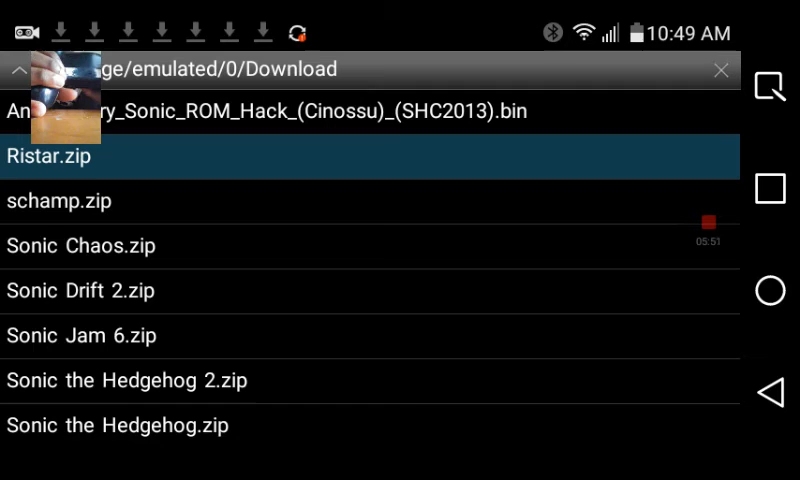 10:49 AM
ge/emulated/0/Download
An ry_Sonic_ROM_Hack_(Cinossu)_(SHC2013).bin
Ristar.zip
schamp.zip
Sonic Chaos.zip
05:51
Sonic Drift 2.zip
Sonic Jam 6.zip
Sonic the Hedgehog 2.zip
Sonic the Hedgehog.zip